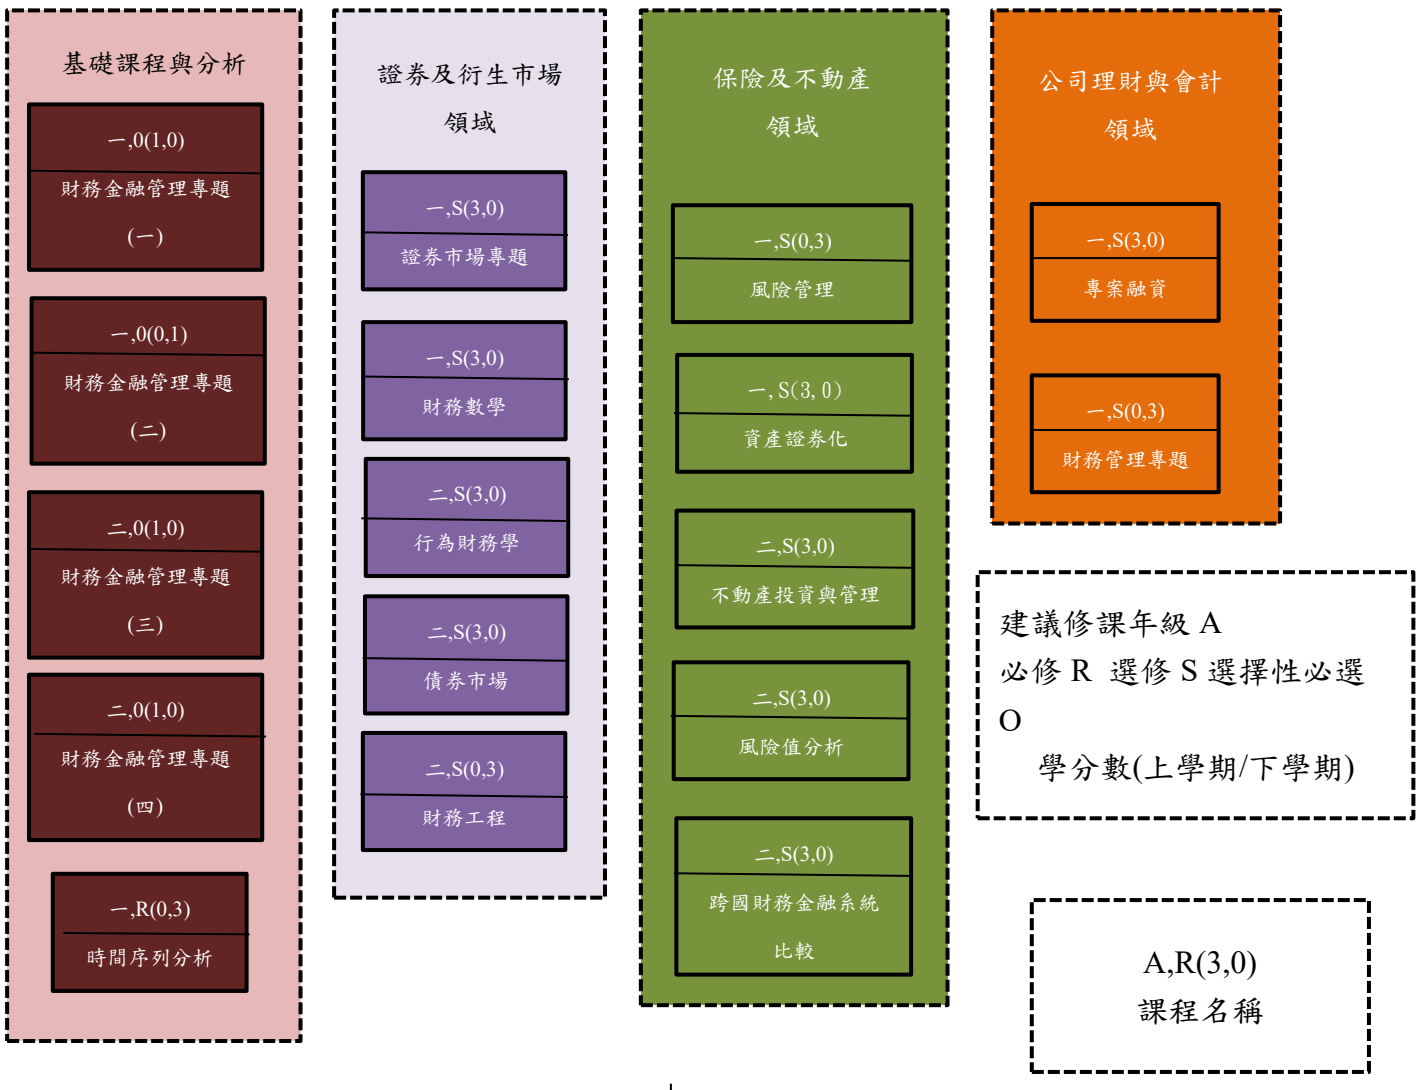 基礎課程與分析
一,0(1,0)
財務金融管理專題
(一)
一,0(0,1)
財務金融管理專題
(二)
二,0(1,0)
財務金融管理專題
(三)
二,0(1,0)
財務金融管理專題
(四)
一,R(0,3)
時間序列分析
證券及衍生市場
領域
一,S(3,0)
證券市場專題
一,S(3,0)
財務數學
二,S(3,0)
行為財務學
二,S(3,0)
債券市場
二,S(0,3)
財務工程
保險及不動產
領域
一,S(0,3)
風險管理
一,S(3,0)
資產證券化
二,S(3,0)
不動產投資與管理
二,S(3,0)
風險值分析
二,S(3,0)
跨國財務金融系統
比較
公司理財與會計
領域
一,S(3,0)
專案融資
一,S(0,3)
財務管理專題
建議修課年級 A
必修 R 選修 S 選擇性必選
O
學分數(上學期/下學期)
A,R(3,0)
課程名稱